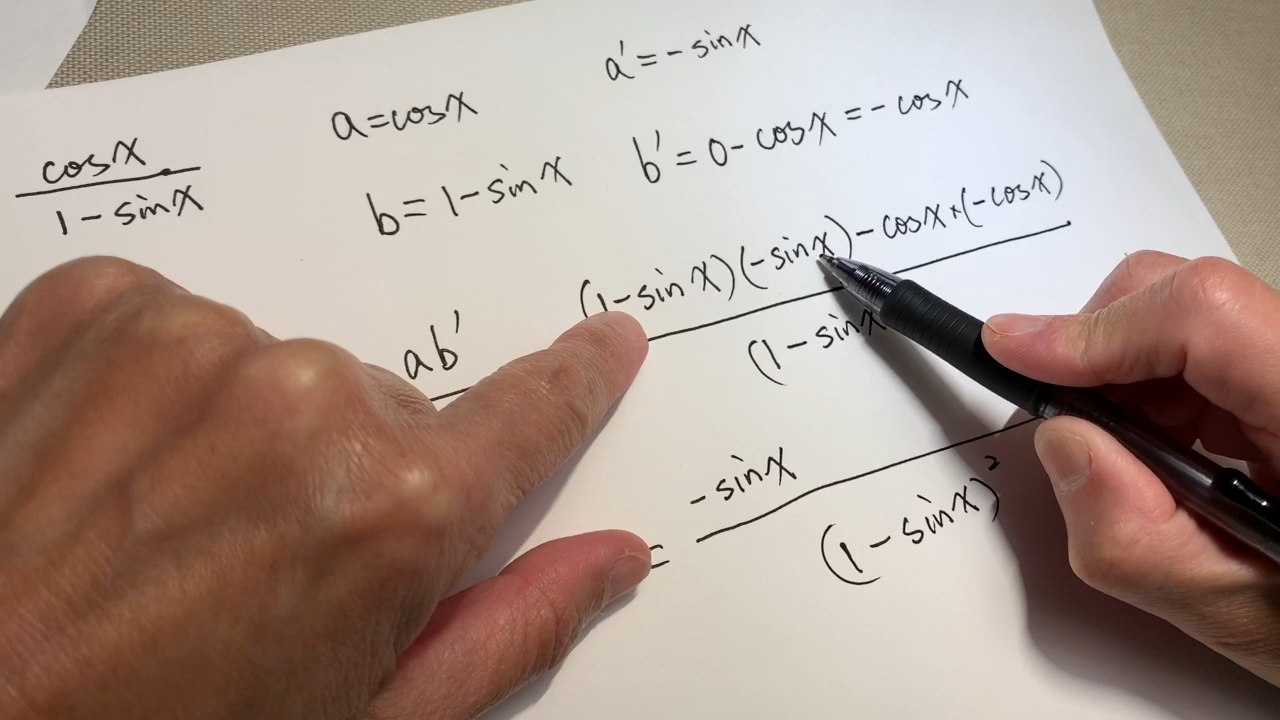 a' = - sinx
a = cosx
b' = 0 - cosx = - cosx
cosx
1 - sinx
b = 1 - sinx
(1 - sinx)(-sinx) - cosx × (-cosx)
ab'
(1 - sinx
- sinx
= (1 - sinx)²